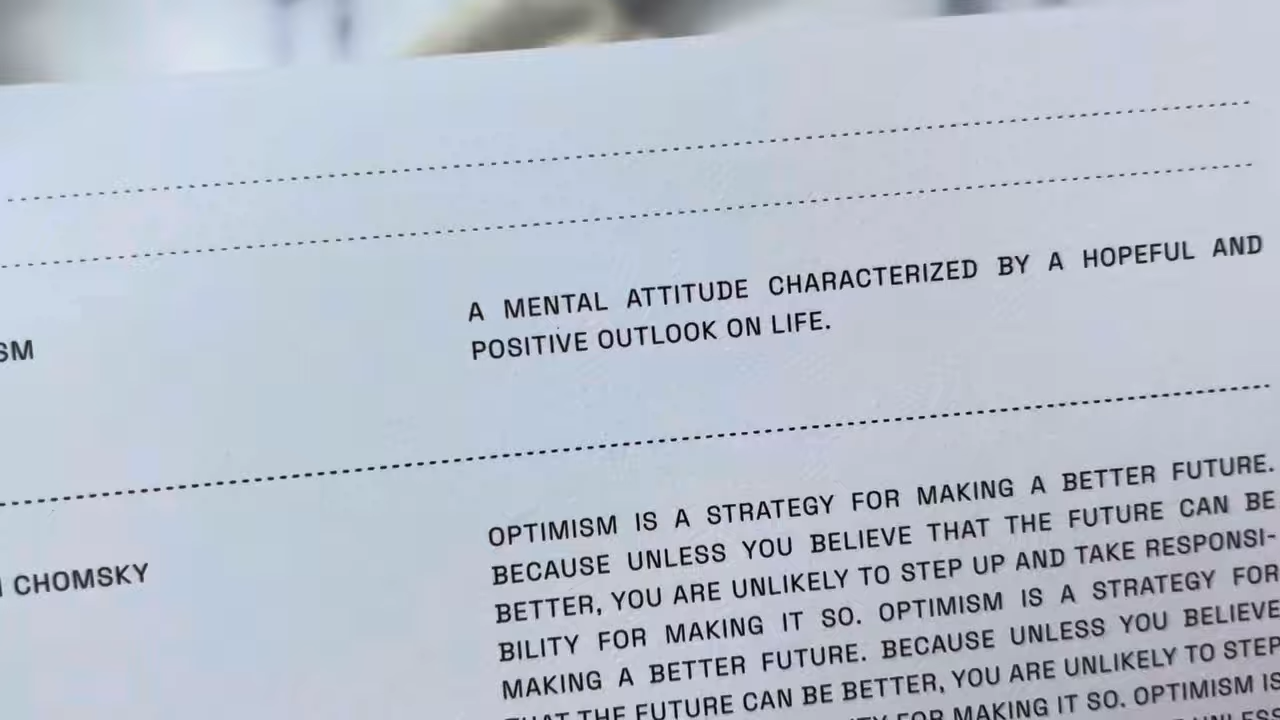 A MENTAL ATTITUDE CHARACTERIZED BY A HOPEFUL AND
SM POSITIVE OUTLOOK ON LIFE.
OPTIMISM IS A STRATEGY FOR MAKING A BETTER FUTURE.
BECAUSE UNLESS YOU BELIEVE THAT THE FUTURE CAN BE
CHOMSKY BETTER, YOU ARE UNLIKELY TO STEP UP AND TAKE RESPONSI-
BILITY FOR MAKING IT SO. OPTIMISM IS A STRATEGY FOR
MAKING A BETTER FUTURE. BECAUSE UNLESS YOU BELIEVE
THAT THE FUTURE CAN BE BETTER, YOU ARE UNLIKELY TO STEP
FOR MAKING IT SO. OPTIMISM IS
UNLESS